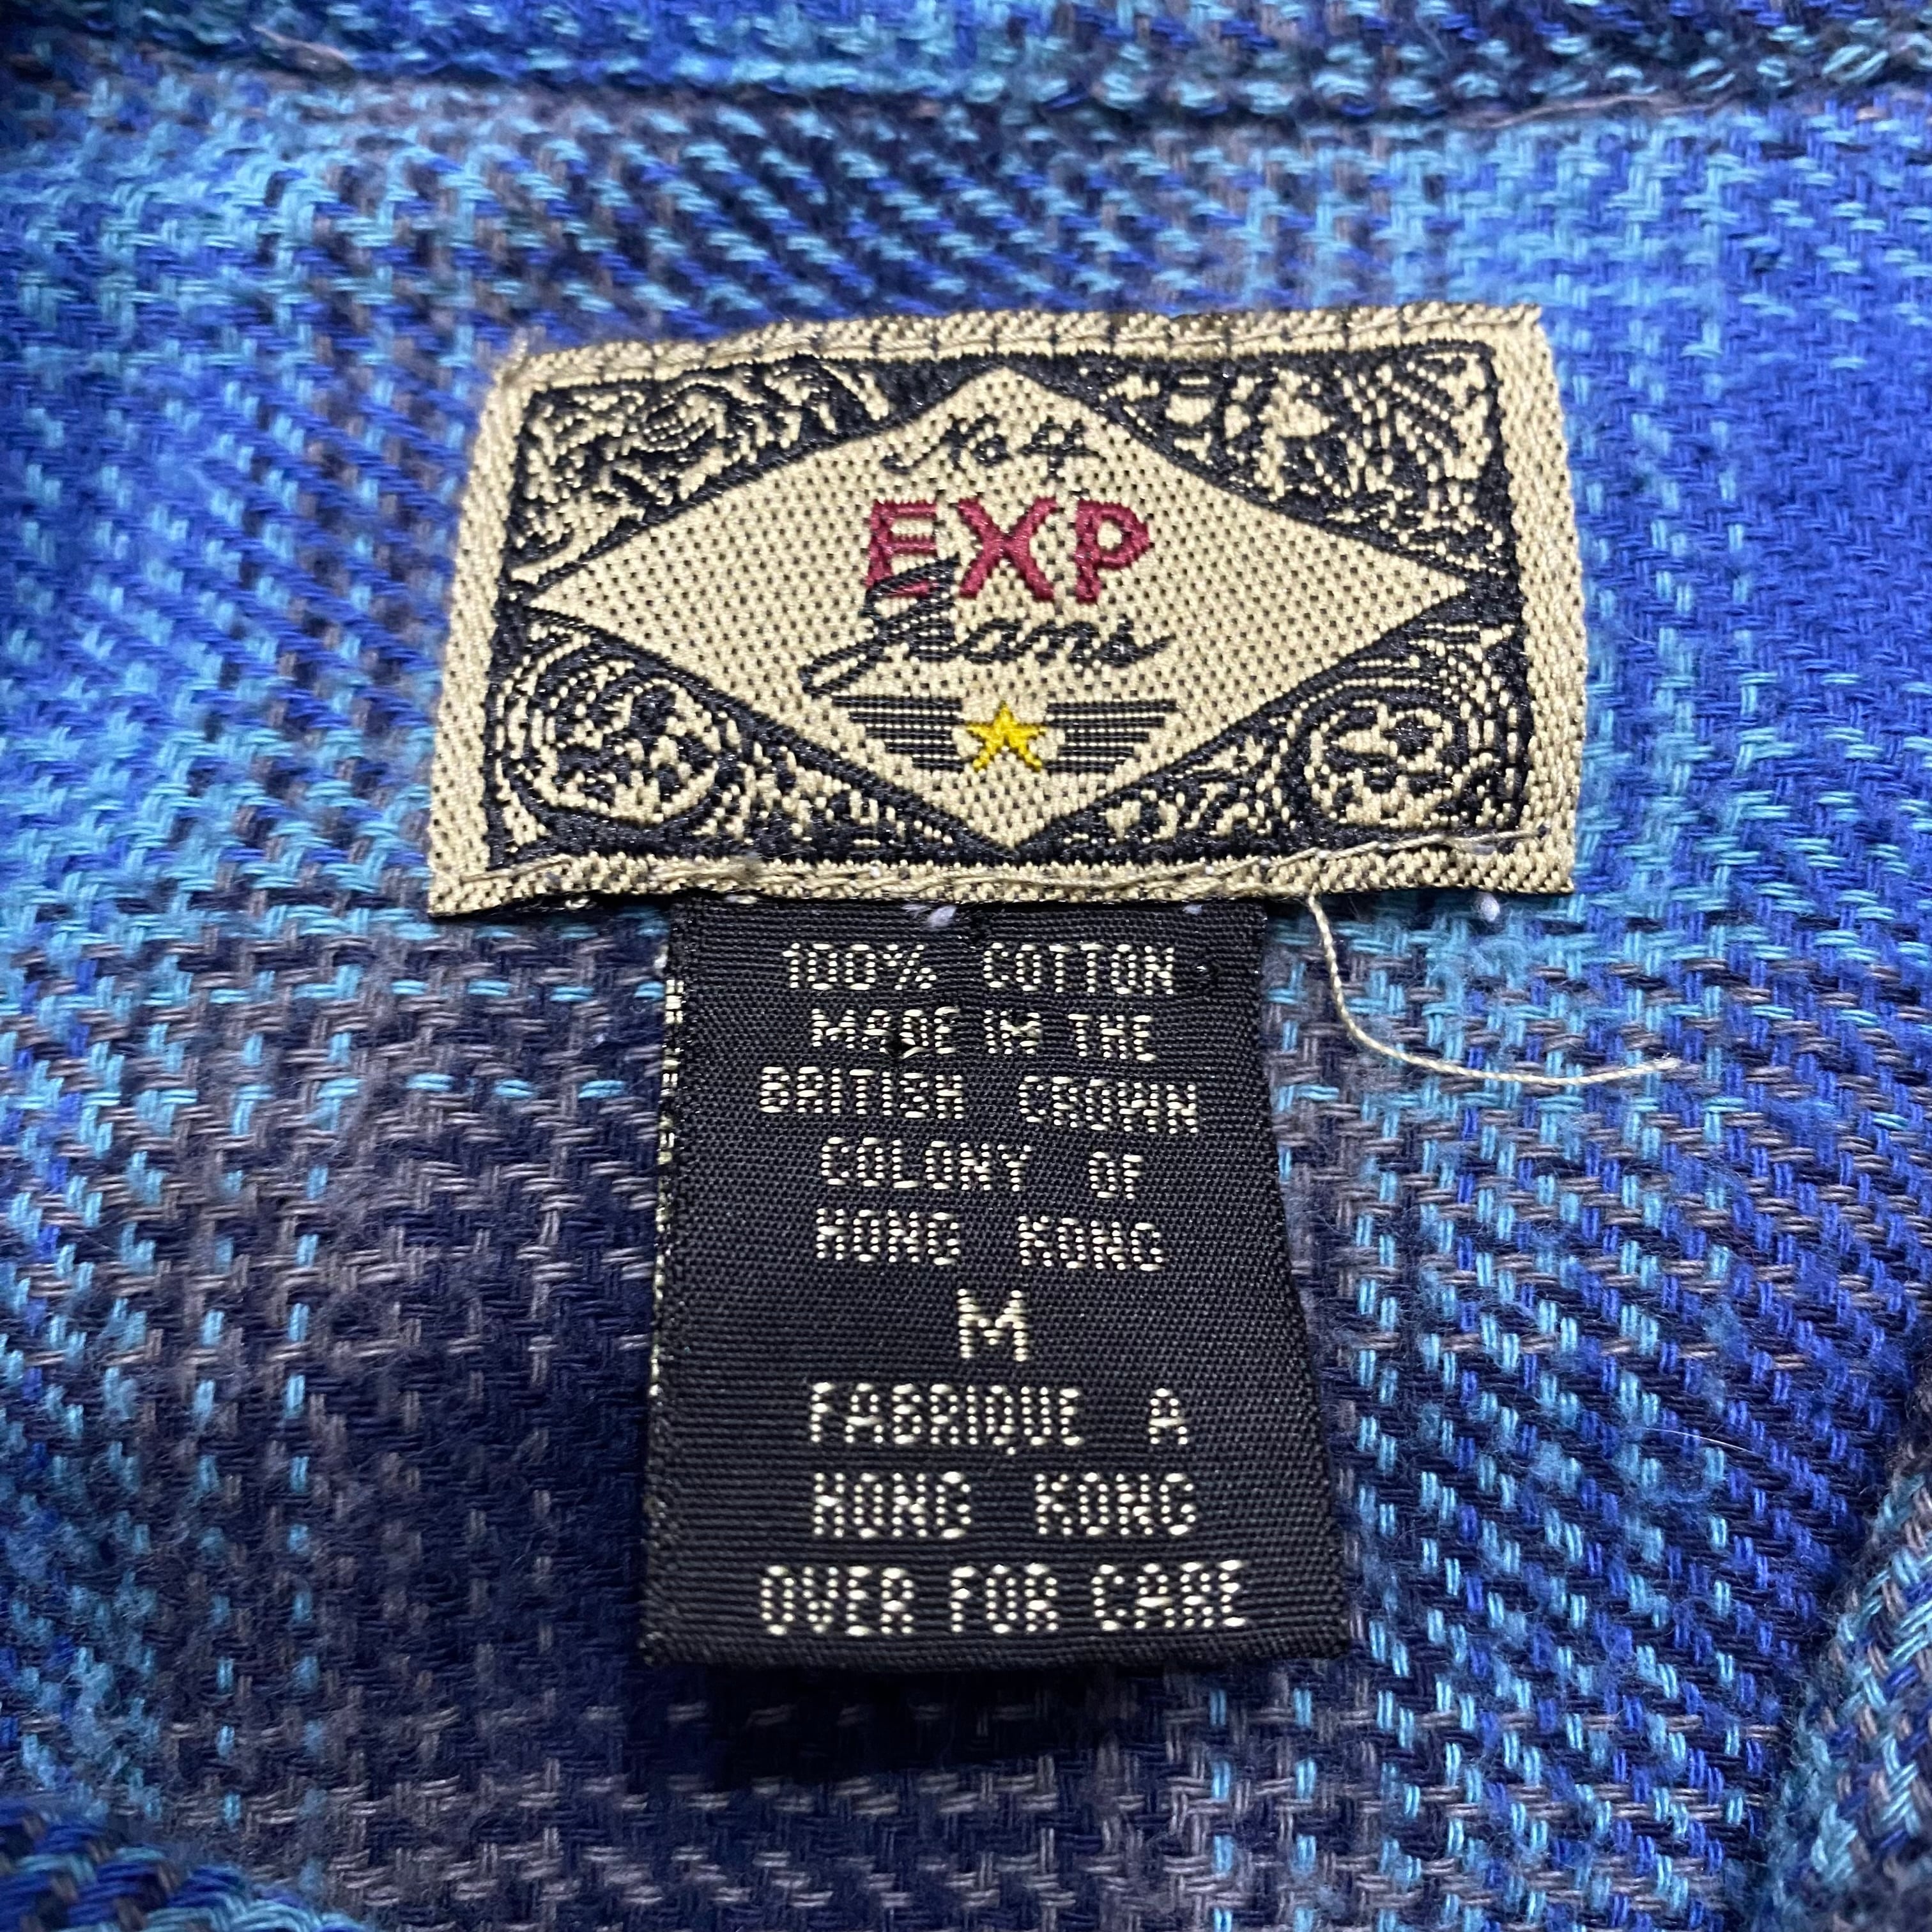 No.4
EXP
Jeans
100% COTTON
MADE IN THE
BRITISH CROWN
COLONY OF
HONG KONG
M
FABRIQUE A
HONG KONG
OVER FOR CARE